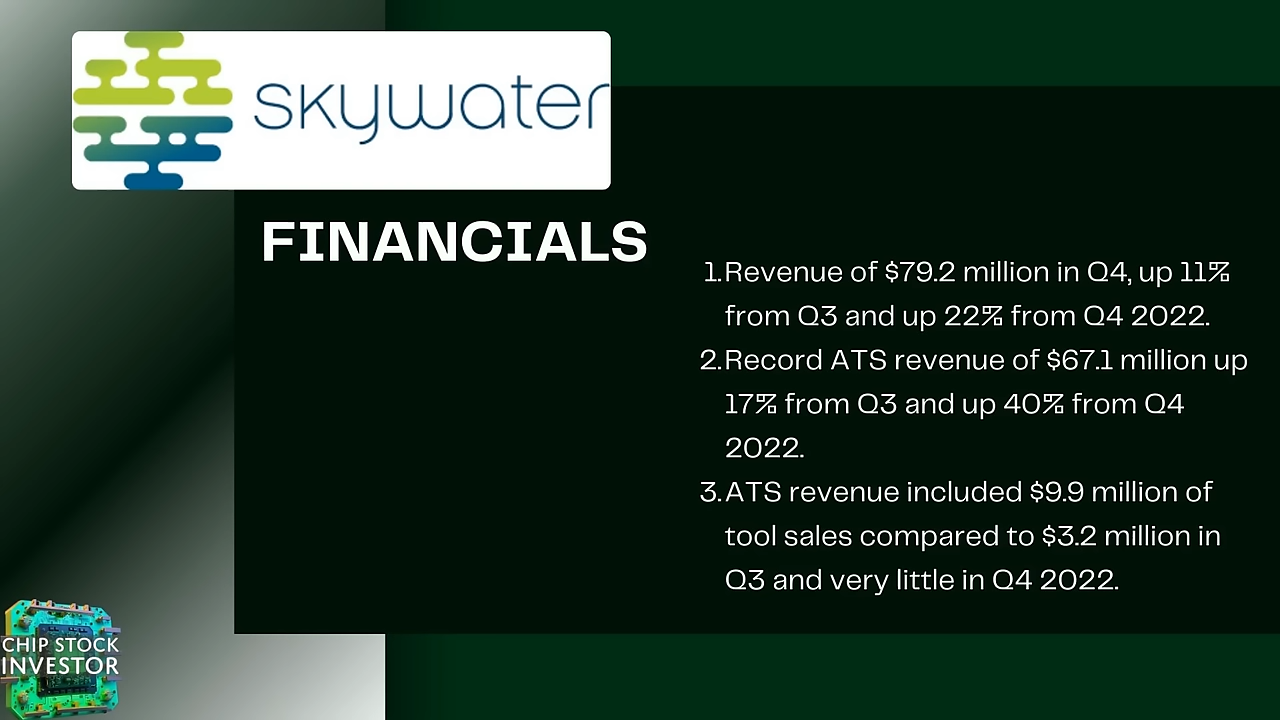 skywater
FINANCIALS
1. Revenue of $79.2 million in Q4, up 11%
from Q3 and up 22% from Q4 2022.
2. Record ATS revenue of $67.1 million up
17% from Q3 and up 40% from Q4
2022.
3. ATS revenue included $9.9 million of
tool sales compared to $3.2 million in
Q3 and very little in Q4 2022.
CHIP STOCK
INVESTOR